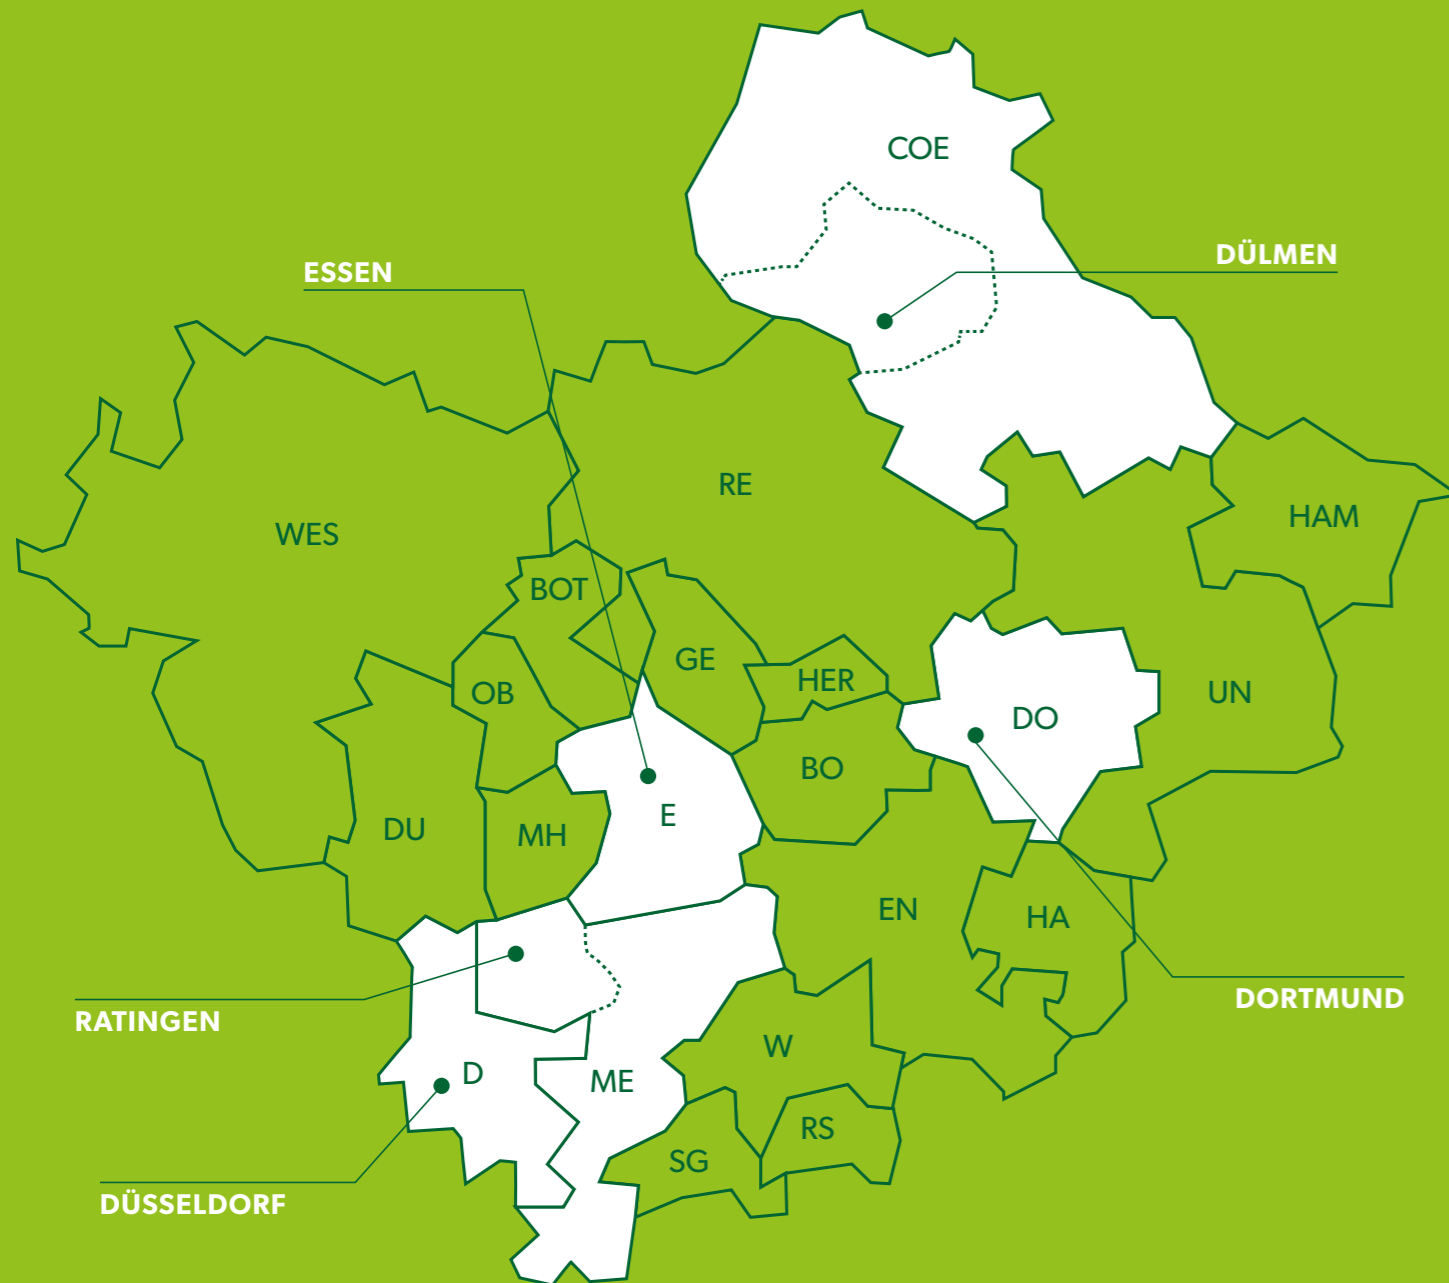 COE
DÜLMEN
ESSEN
RE
HAM
WES
BOT
GE
HER
OB
UN
DO
BO
E
DU
MH
EN
HA
DORTMUND
RATINGEN
W
D
ME
RS
SG
DÜSSELDORF